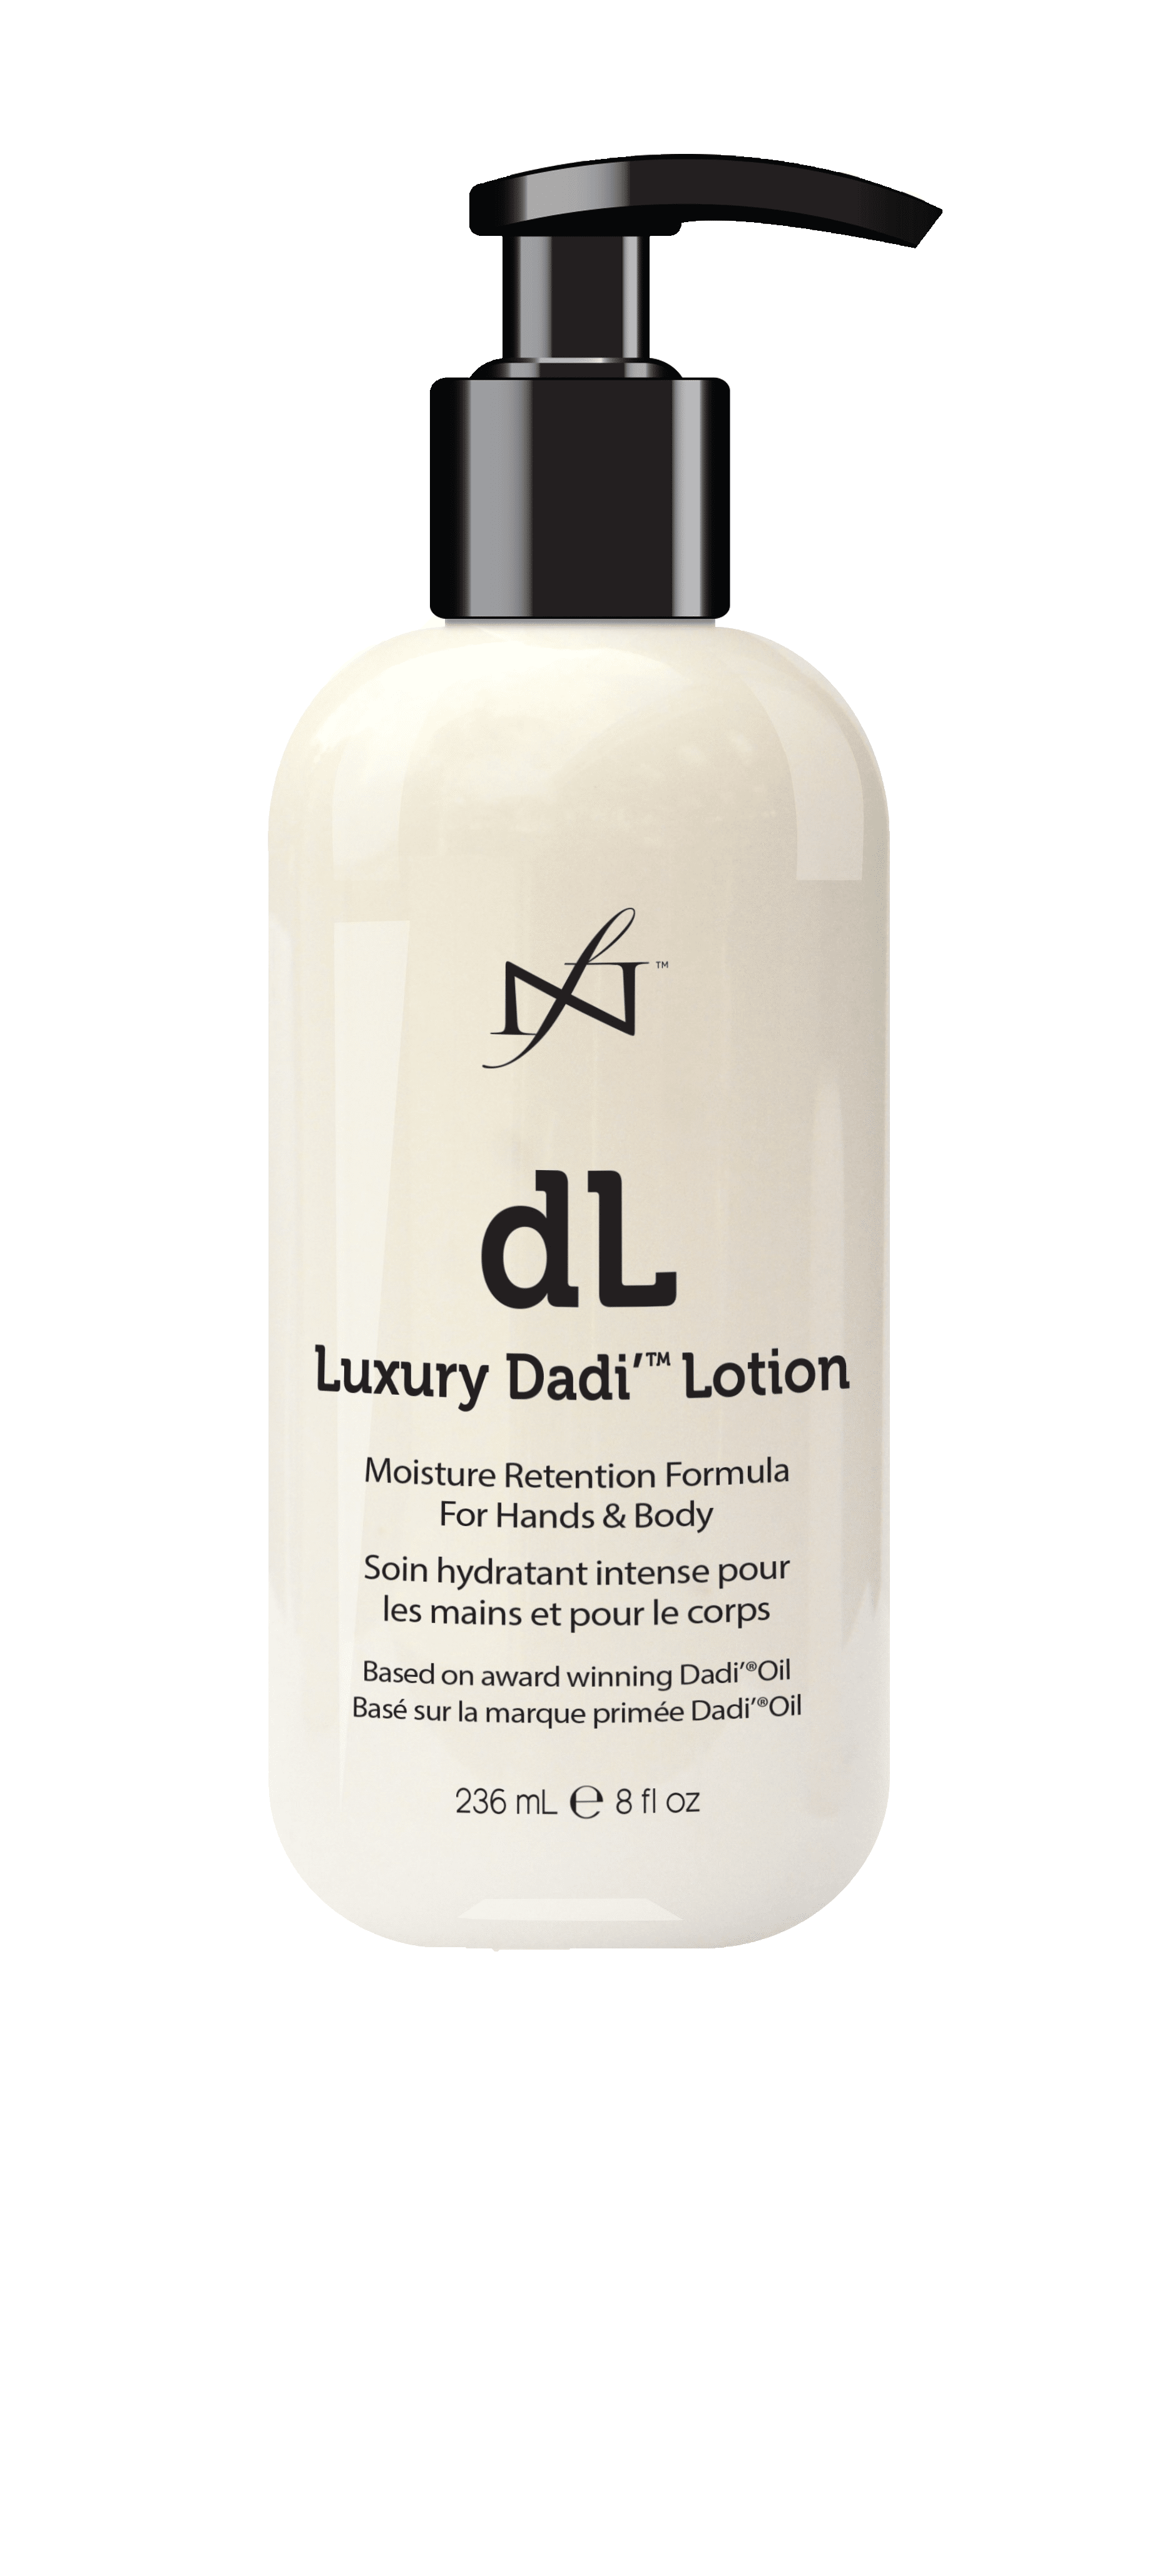 ™
dL
Luxury Dadi'™ Lotion
Moisture Retention Formula
For Hands & Body
Soin hydratant intense pour
les mains et pour le corps
Based on award winning Dadi'®Oil
Basé sur la marque primée Dadi'®Oil
236 mL ℮ 8 fl oz